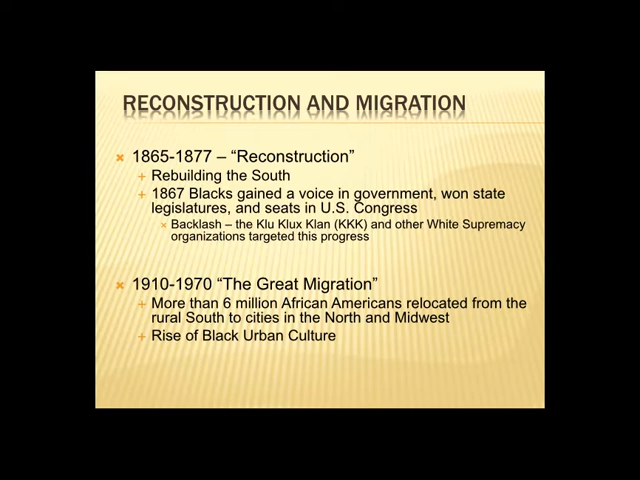 RECONSTRUCTION AND MIGRATION
1865-1877 – “Reconstruction”
Rebuilding the South
1867 Blacks gained a voice in government, won state
legislatures, and seats in U.S. Congress
Backlash – the Klu Klux Klan (KKK) and other White Supremacy
organizations targeted this progress
1910-1970 “The Great Migration”
More than 6 million African Americans relocated from the
rural South to cities in the North and Midwest
Rise of Black Urban Culture